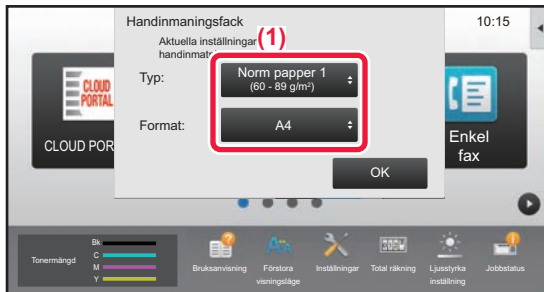 Handinmaningsfack
10:15
Aktuella inställningar
handinmat
(1)
Typ:
Norm papper 1
(60 - 89 g/m²)
Format:
A4
OK
CLOUD
PORTAL
CLOUD POR
Enkel
fax
Tonermängd
Bk
C
M
Y
Bruksanvisning
Förstora
visningsläge
Inställningar
Total räkning
Ljusstyrka
inställning
Jobbstatus